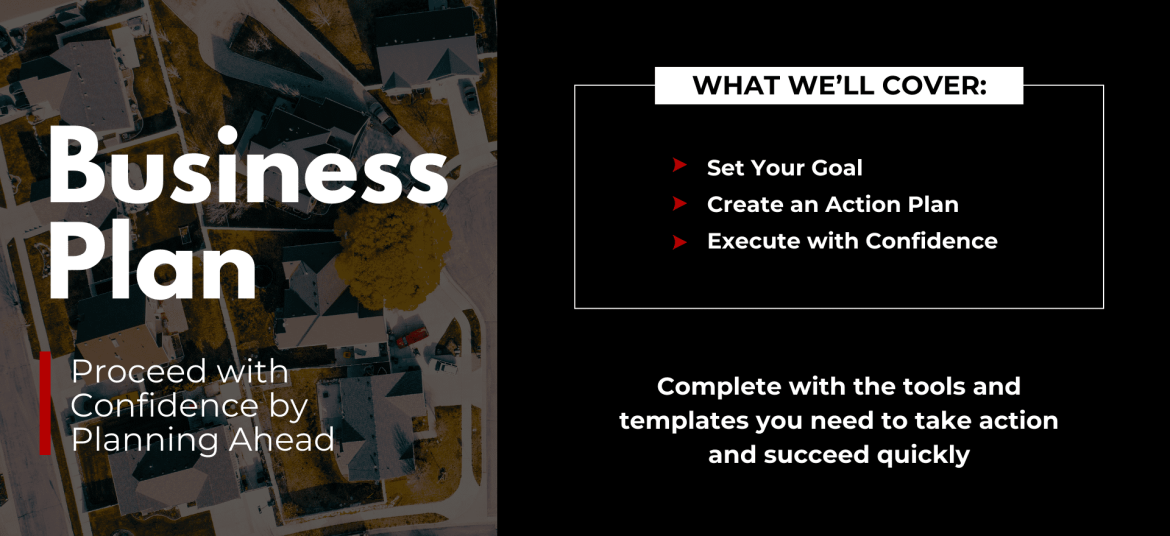 Business
Plan
Proceed with
Confidence by
Planning Ahead
WHAT WE’LL COVER:
Set Your Goal
Create an Action Plan
Execute with Confidence
Complete with the tools and
templates you need to take action
and succeed quickly